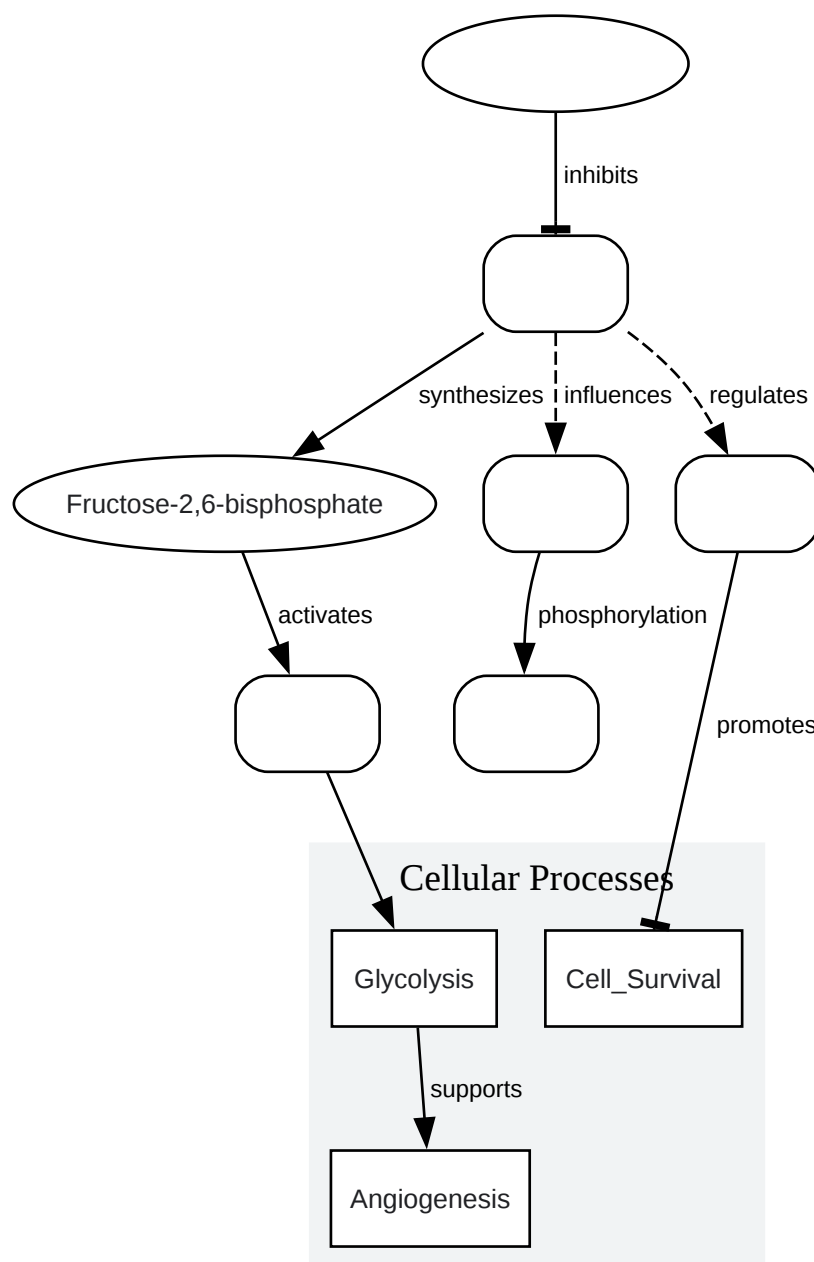 inhibits
synthesizes
influences
regulates
Fructose-2,6-bisphosphate
activates
phosphorylation
promotes
Cellular Processes
Glycolysis
Cell_Survival
supports
Angiogenesis